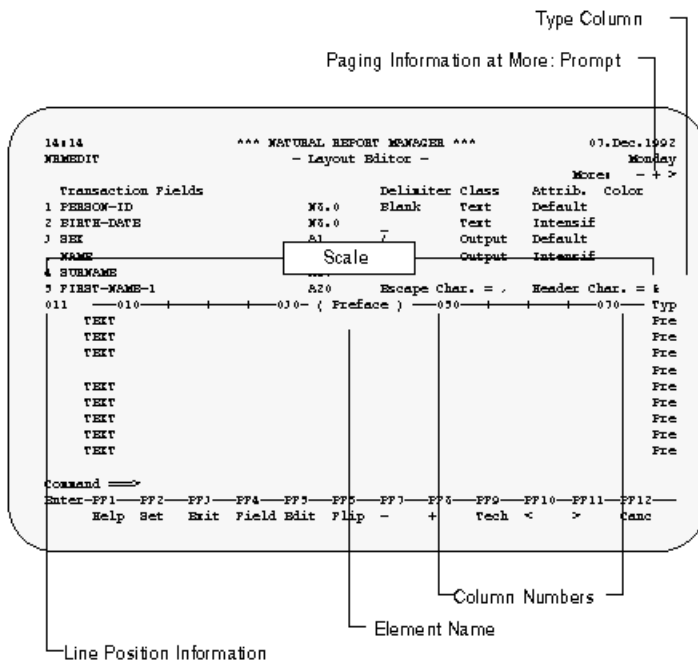 Type Column
Paging Information at More: Prompt
14:14 *** NATURAL REPORT MANAGER *** 07.Dec.1992
NRMEDIT - Layout Editor - Monday
More: - + >
Transaction Fields Delimiter Class Attrib. Color
1 PERSON-ID N8.0 Blank Text Default
2 BIRTH-DATE N8.0 _ Text Intensif
3 SEX A1 / Output Default
NAME Output Intensif
Scale
4 SURNAME
5 FIRST-NAME-1 A20 Escape Char. = , Header Char. = &
011 ----010---+----+----+----030- ( Preface ) ---050---+----+----+----070--- Typ
TEXT Pre
TEXT Pre
TEXT Pre
Pre
TEXT Pre
TEXT Pre
TEXT Pre
TEXT Pre
TEXT Pre
Command ===>
Enter-PF1---PF2---PF3---PF4---PF5---PF6---PF7---PF8---PF9---PF10--PF11--PF12---
Help Set Exit Field Edit Flip - + Tech < > Canc
Column Numbers
Element Name
Line Position Information